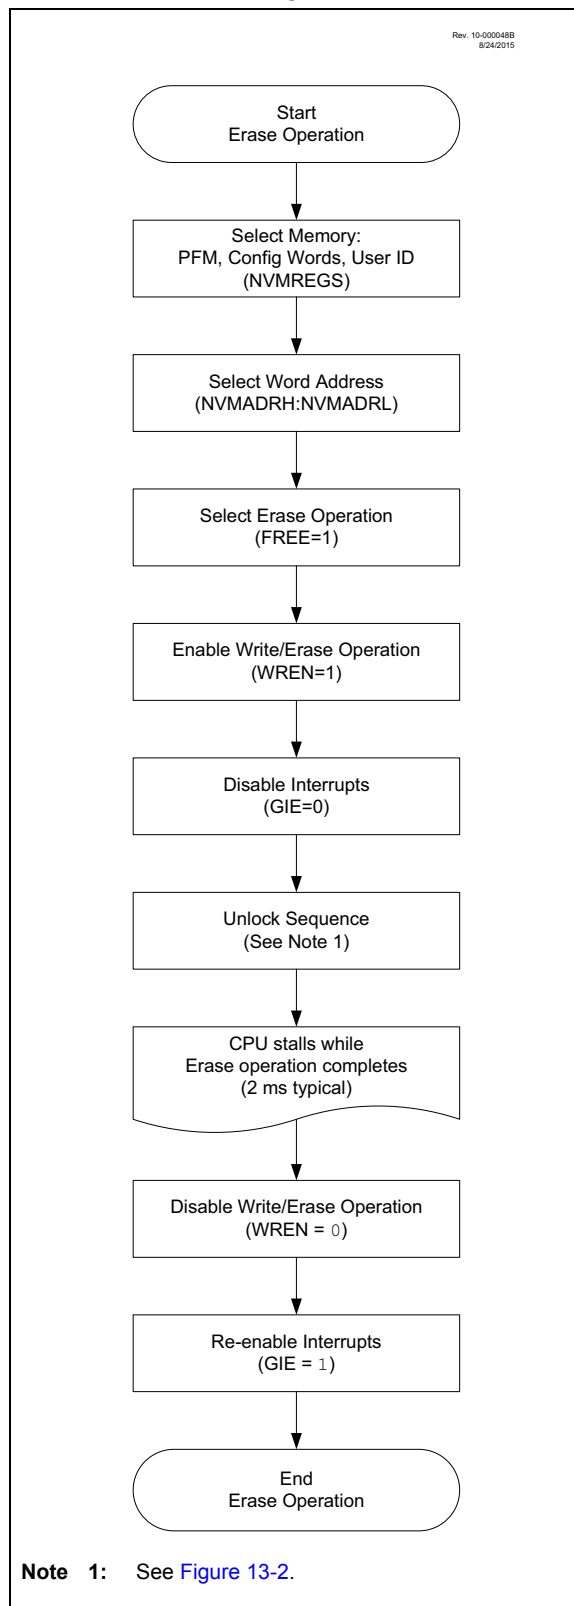 Rev. 10-000048B
8/24/2015
Start
Erase Operation
Select Memory:
PFM, Config Words, User ID
(NVMREGS)
Select Word Address
(NVMADRH:NVMADRL)
Select Erase Operation
(FREE=1)
Enable Write/Erase Operation
(WREN=1)
Disable Interrupts
(GIE=0)
Unlock Sequence
(See Note 1)
CPU stalls while
Erase operation completes
(2 ms typical)
Disable Write/Erase Operation
(WREN = 0)
Re-enable Interrupts
(GIE = 1)
End
Erase Operation
Note 1: See Figure 13-2.